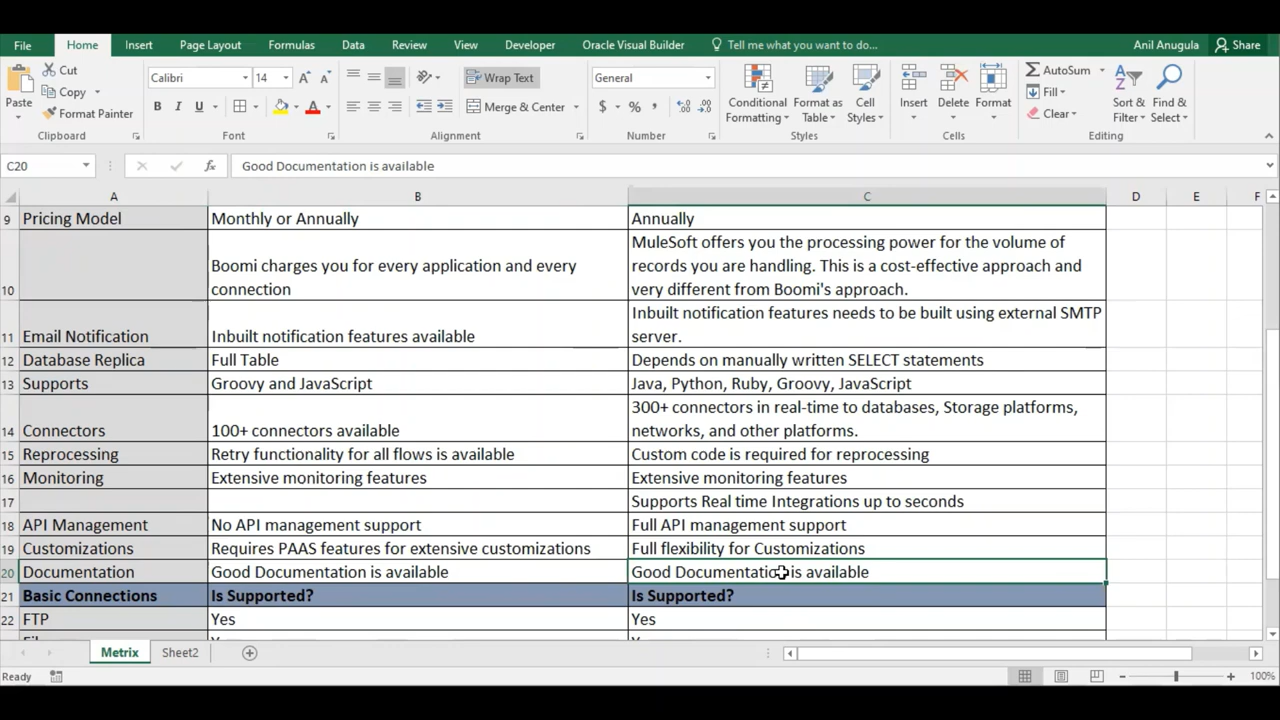 File Home Insert Page Layout Formulas Data Review View Developer Oracle Visual Builder Tell me what you want to do... Anil Anugula Share
Cut
Copy
Format Painter
Paste
Clipboard
Calibri 14
B I U
Font
Wrap Text
Merge & Center
Alignment
General
$ % ,
Number
Conditional Formatting
Format as Table
Cell Styles
Styles
Insert Delete Format
Cells
AutoSum
Fill
Clear
Sort & Filter
Find & Select
Editing
C20 fx Good Documentation is available
A B C D E F
9 Pricing Model Monthly or Annually Annually
10 Boomi charges you for every application and every
connection
MuleSoft offers you the processing power for the volume of
records you are handling. This is a cost-effective approach and
very different from Boomi's approach.
11 Email Notification Inbuilt notification features available
Inbuilt notification features needs to be built using external SMTP
server.
12 Database Replica Full Table Depends on manually written SELECT statements
13 Supports Groovy and JavaScript Java, Python, Ruby, Groovy, JavaScript
14 Connectors 100+ connectors available
300+ connectors in real-time to databases, Storage platforms,
networks, and other platforms.
15 Reprocessing Retry functionality for all flows is available Custom code is required for reprocessing
16 Monitoring Extensive monitoring features Extensive monitoring features
17 Supports Real time Integrations up to seconds
18 API Management No API management support Full API management support
19 Customizations Requires PAAS features for extensive customizations Full flexibility for Customizations
20 Documentation Good Documentation is available Good Documentation is available
21 Basic Connections Is Supported? Is Supported?
22 FTP Yes Yes
Metrix Sheet2
Ready 100%